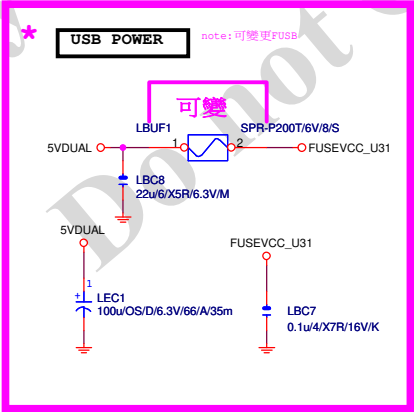 *
USB POWER
note:可變更FUSB
可變
LBUF1
SPR-P200T/6V/8/S
5VDUAL
1
2
FUSEVCC_U31
LBC8
22u/6/X5R/6.3V/M
5VDUAL
FUSEVCC_U31
1
+
LEC1
100u/OS/D/6.3V/66/A/35m
LBC7
0.1u/4/X7R/16V/K
Do not C